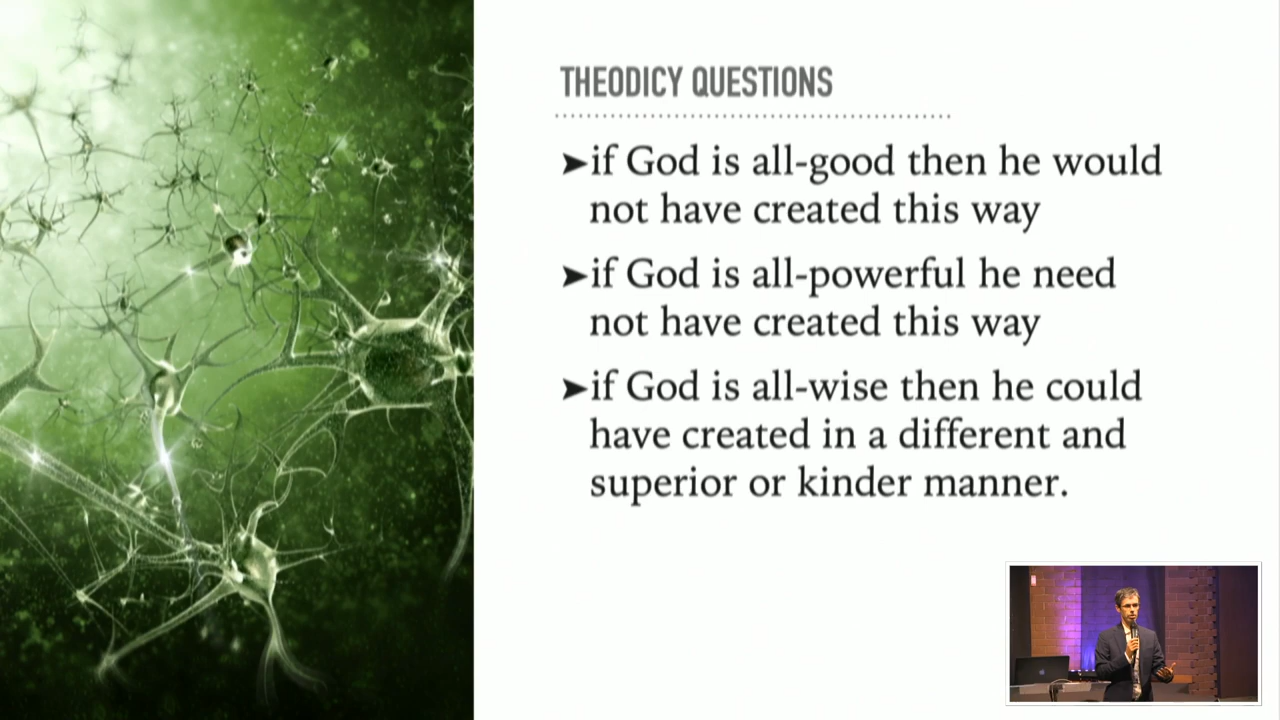 THEODICY QUESTIONS
➤if God is all-good then he would
not have created this way
➤if God is all-powerful he need
not have created this way
➤if God is all-wise then he could
have created in a different and
superior or kinder manner.